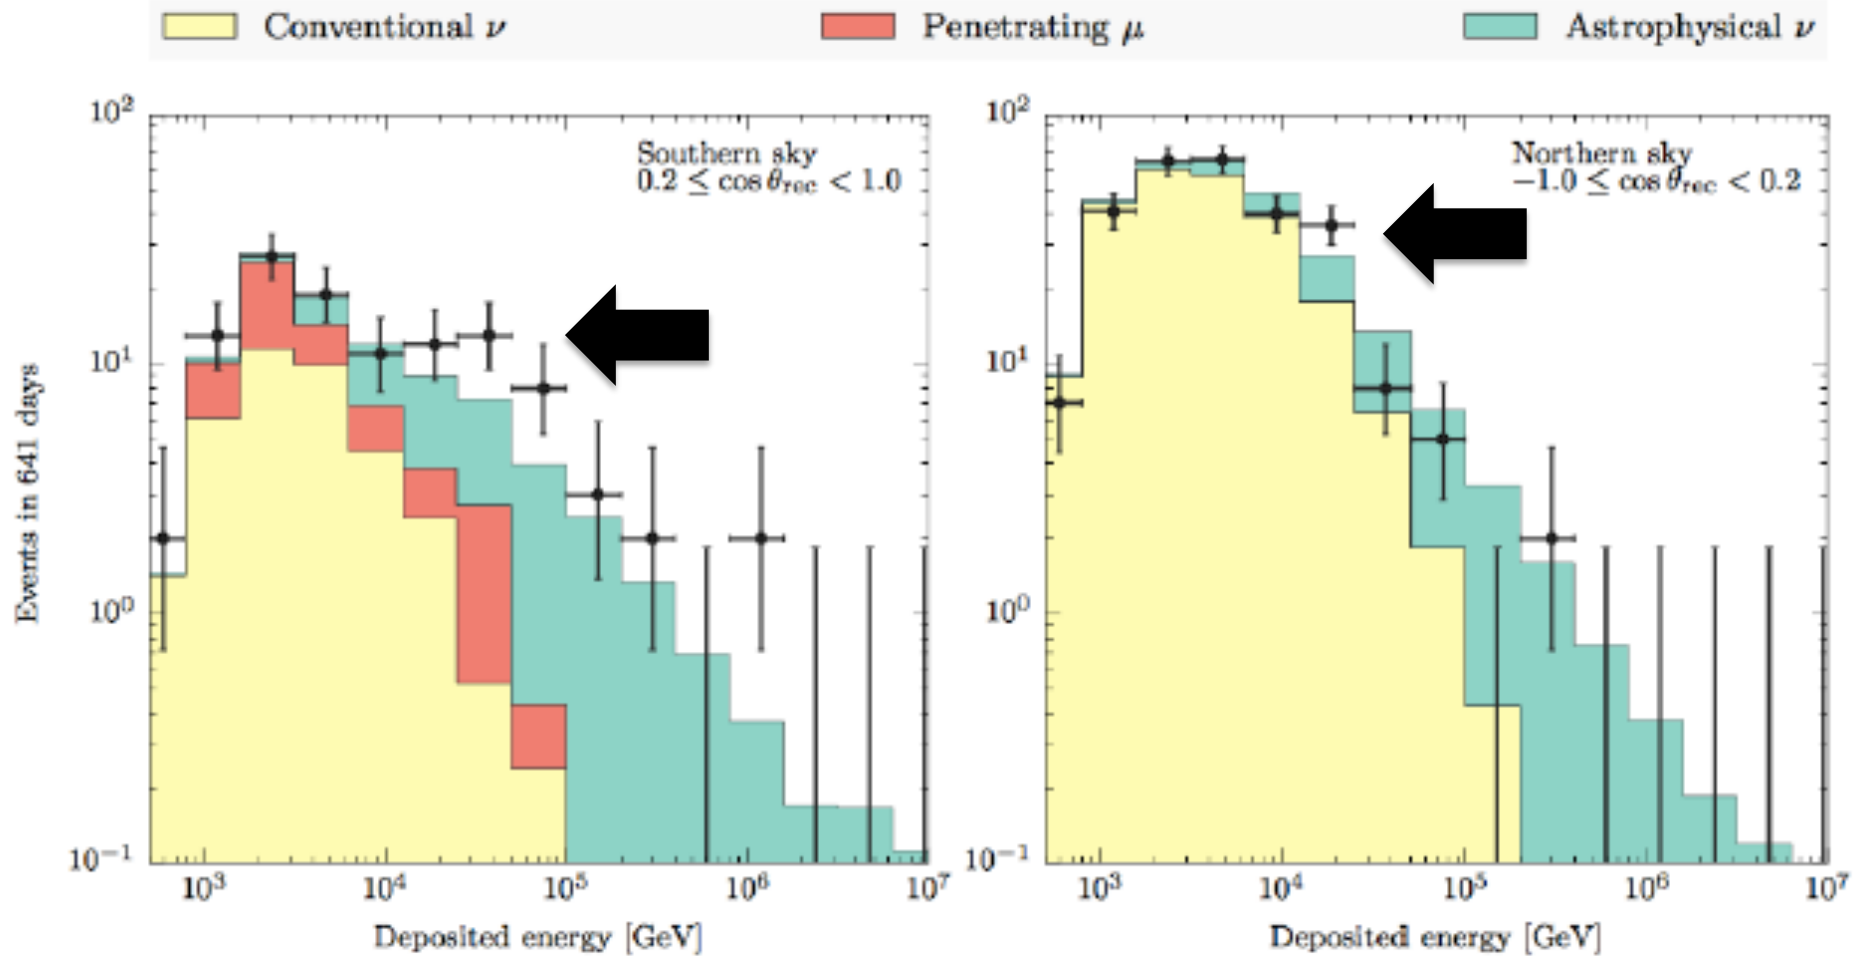 Conventional ν
Penetrating μ
Astrophysical ν
Southern sky
0.2 ≤ cos θrec < 1.0
Events in 641 days
10²
10¹
10⁰
10⁻¹
10³ 10⁴ 10⁵ 10⁶ 10⁷
Deposited energy [GeV]
Northern sky
−1.0 ≤ cos θrec < 0.2
10²
10¹
10⁰
10⁻¹
10³ 10⁴ 10⁵ 10⁶ 10⁷
Deposited energy [GeV]